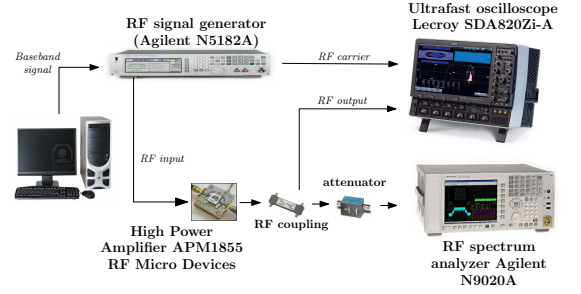 RF signal generator
(Agilent N5182A)
Ultrafast oscilloscope
Lecroy SDA820Zi-A
Baseband
signal
RF carrier
RF output
RF input
attenuator
RF coupling
High Power
Amplifier APM1855
RF Micro Devices
RF spectrum
analyzer Agilent
N9020A